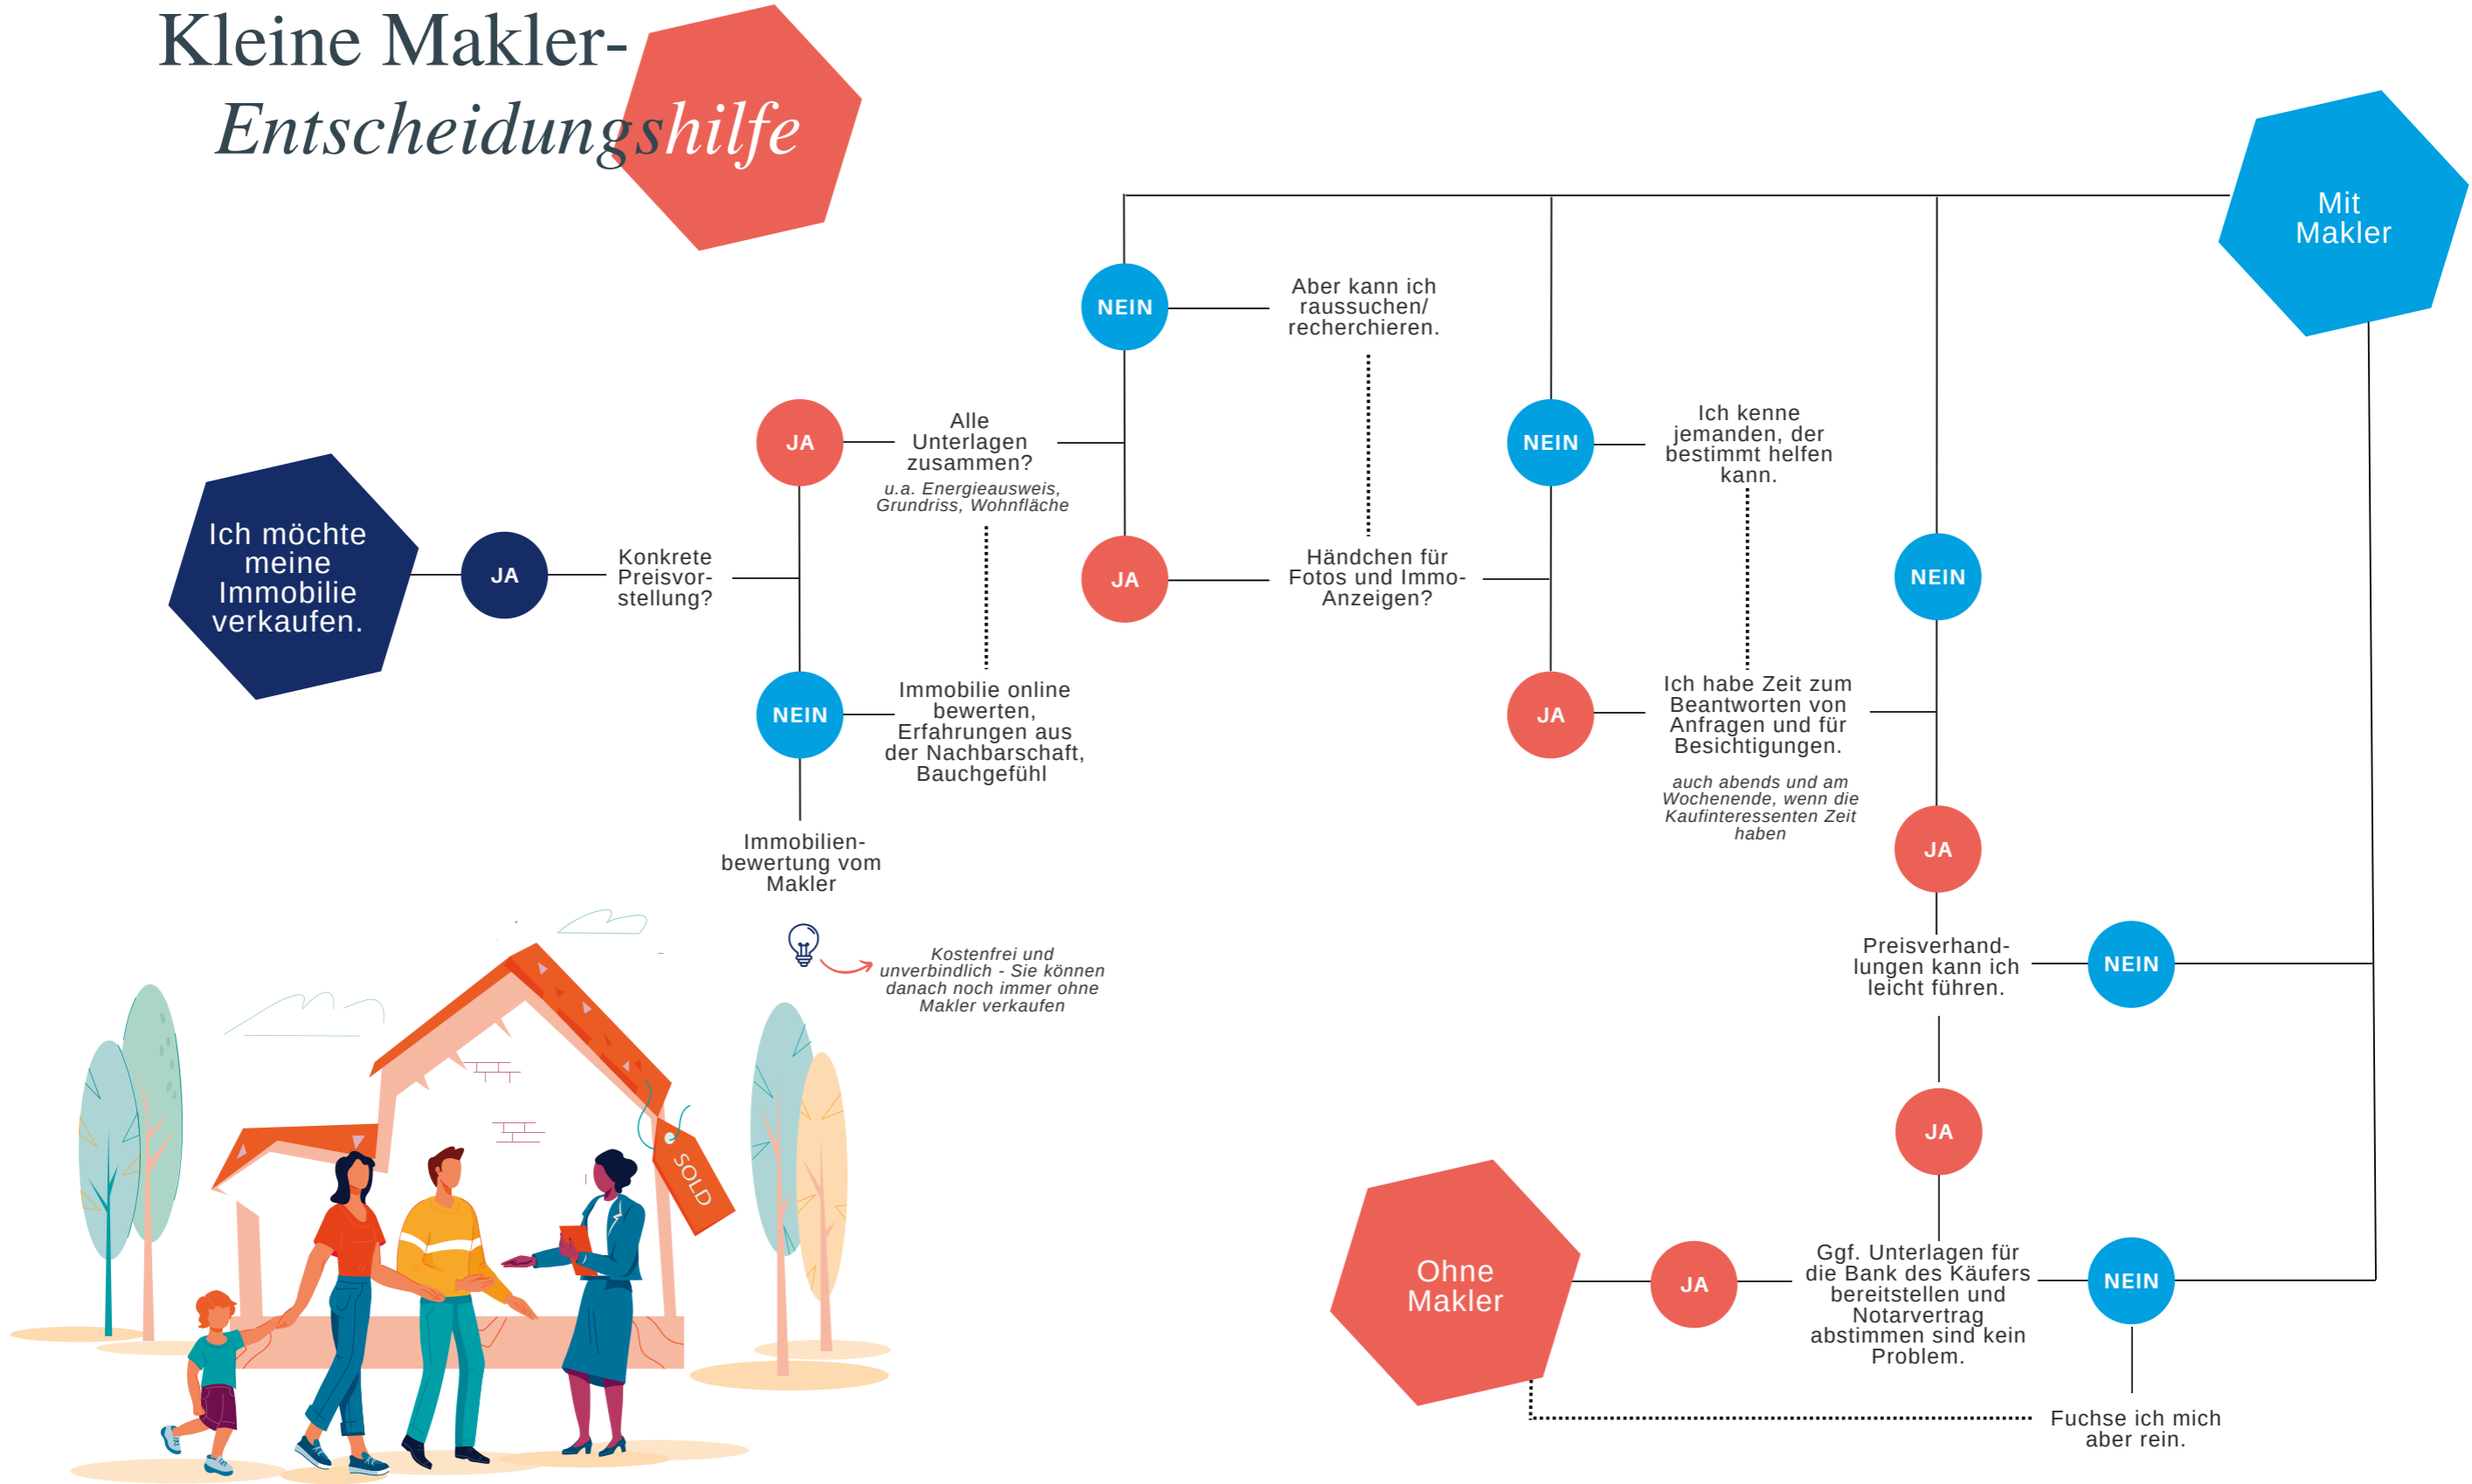 Kleine Makler-
Entscheidungshilfe
Mit
Makler
NEIN
Aber kann ich
raussuchen/
recherchieren.
JA
Alle
Unterlagen
zusammen?
u.a. Energieausweis,
Grundriss, Wohnfläche
NEIN
Ich kenne
jemanden, der
bestimmt helfen
kann.
Ich möchte
meine
Immobilie
verkaufen.
JA
Konkrete
Preisvor-
stellung?
JA
Händchen für
Fotos und Immo-
Anzeigen?
NEIN
NEIN
Immobilie online
bewerten,
Erfahrungen aus
der Nachbarschaft,
Bauchgefühl
JA
Ich habe Zeit zum
Beantworten von
Anfragen und für
Besichtigungen.
auch abends und am
Wochenende, wenn die
Kaufinteressenten Zeit
haben
JA
Immobilien-
bewertung vom
Makler
Kostenfrei und
unverbindlich - Sie können
danach noch immer ohne
Makler verkaufen
Preisverhand-
lungen kann ich
leicht führen.
NEIN
JA
SOLD
Ohne
Makler
JA
Ggf. Unterlagen für
die Bank des Käufers
bereitstellen und
Notarvertrag
abstimmen sind kein
Problem.
NEIN
Fuchse ich mich
aber rein.